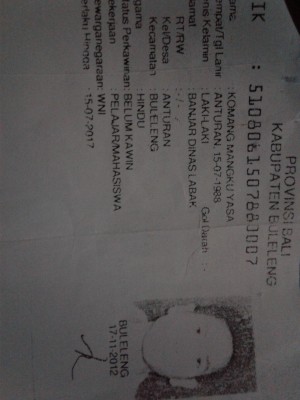 PROVINSI BALI
KABUPATEN BULELENG
NIK : 5108061507880007
Nama : KOMANG MANGKU YASA
Tempat/Tgl Lahir : ANTURAN, 15-07-1988
Jenis Kelamin : LAKI-LAKI Gol Darah : -
Alamat : BANJAR DINAS LABAK
RT/RW : -/-
Kel/Desa : ANTURAN
Kecamatan : BULELENG
Agama : HINDU
Status Perkawinan: BELUM KAWIN
Pekerjaan : PELAJAR/MAHASISWA
Kewarganegaraan: WNI
Berlaku Hingga : 15-07-2017
BULELENG
17-11-2012